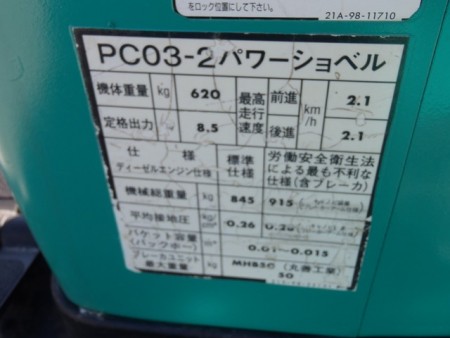 をロック位置にして下さい。
21A-98-11710
PC03-2パワーショベル
機体重量 kg 620 最高走行速度 前進 km/h 2.1
定格出力 8.5 後進 2.1
仕様 ディーゼルエンジン仕様 標準仕様 労働安全衛生法による最も不利な仕様(含ブレーカ)
機械総重量 kg 845 915
平均接地圧 0.26
バケット容量(バックホー) m³ 0.01〜0.015
ブレーカユニット最大重量 kg MHB50 (丸善工業) 50